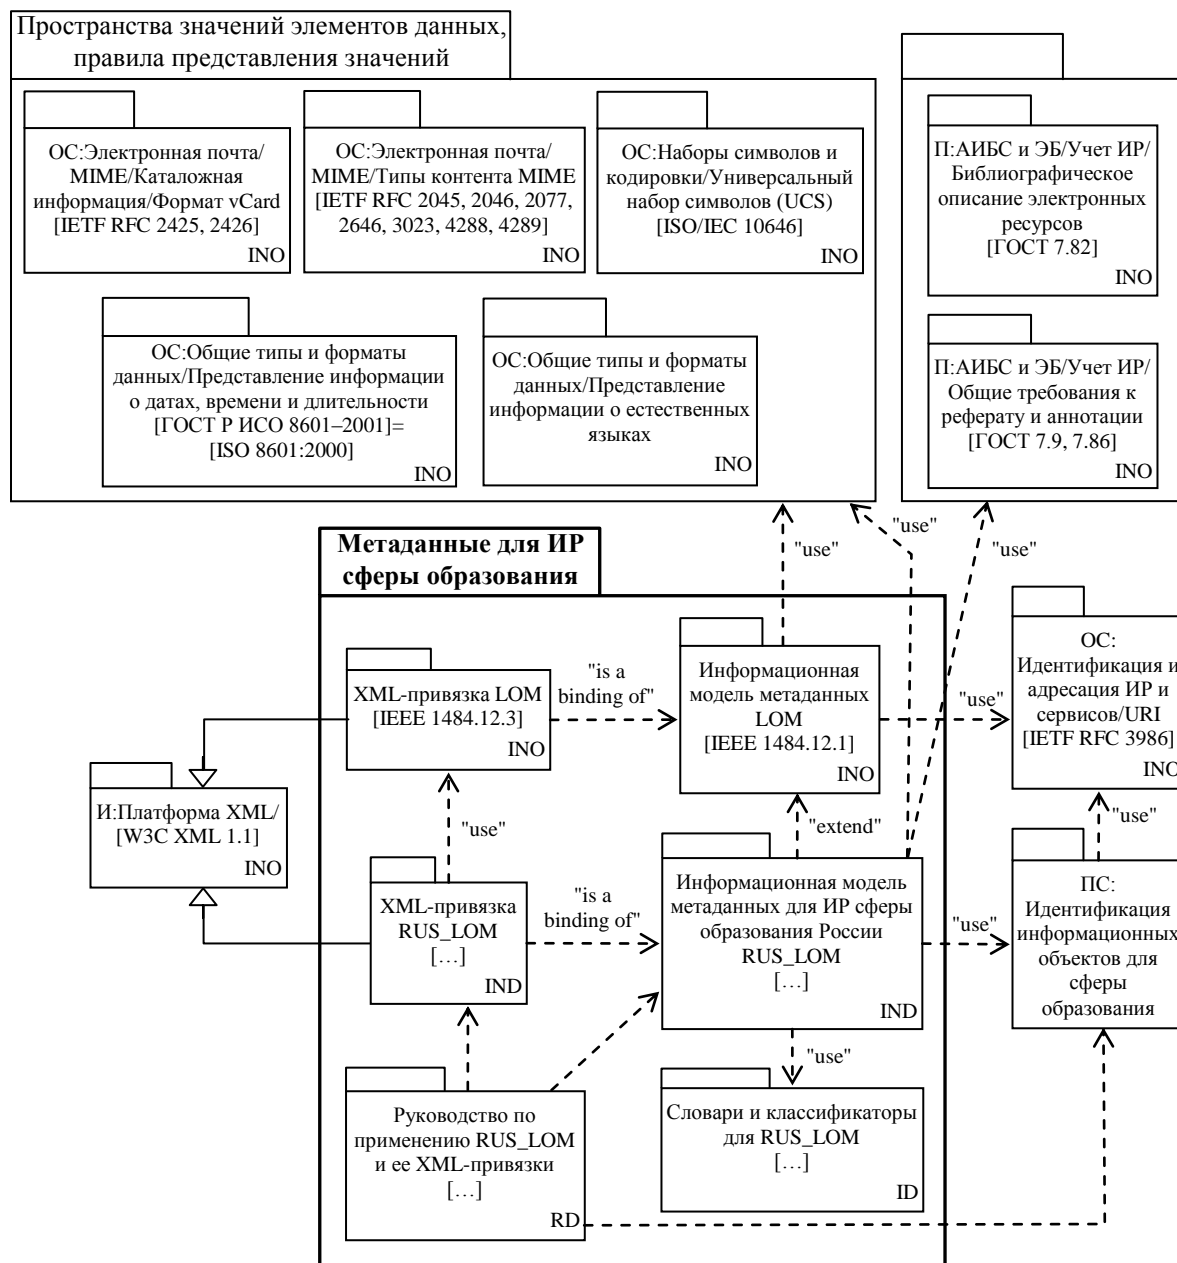 Пространства значений элементов данных,
правила представления значений
ОС:Электронная почта/
MIME/Каталожная
информация/Формат vCard
[IETF RFC 2425, 2426]
INO
ОС:Электронная почта/
MIME/Типы контента MIME
[IETF RFC 2045, 2046, 2077,
2646, 3023, 4288, 4289]
INO
ОС:Наборы символов и
кодировки/Универсальный
набор символов (UCS)
[ISO/IEC 10646]
INO
ОС:Общие типы и форматы
данных/Представление информации
о датах, времени и длительности
[ГОСТ Р ИСО 8601–2001]=
[ISO 8601:2000]
INO
ОС:Общие типы и форматы
данных/Представление
информации о естественных
языках
INO
П:АИБС и ЭБ/Учет ИР/
Библиографическое
описание электронных
ресурсов
[ГОСТ 7.82]
INO
П:АИБС и ЭБ/Учет ИР/
Общие требования к
реферату и аннотации
[ГОСТ 7.9, 7.86]
INO
"use"
"use"
"use"
Метаданные для ИР
сферы образования
XML-привязка LOM
[IEEE 1484.12.3]
INO
"is a
binding of"
Информационная
модель метаданных
LOM
[IEEE 1484.12.1]
INO
"use"
ОС:
Идентификация и
адресация ИР и
сервисов/URI
[IETF RFC 3986]
INO
И:Платформа XML/
[W3C XML 1.1]
INO
"use"
"extend"
"use"
XML-привязка
RUS_LOM
[…]
IND
"is a
binding of"
Информационная модель
метаданных для ИР сферы
образования России
RUS_LOM
[…]
IND
"use"
ПС:
Идентификация
информационных
объектов для
сферы
образования
"use"
Руководство по
применению RUS_LOM
и ее XML-привязки
[…]
RD
Словари и классификаторы
для RUS_LOM
[…]
ID